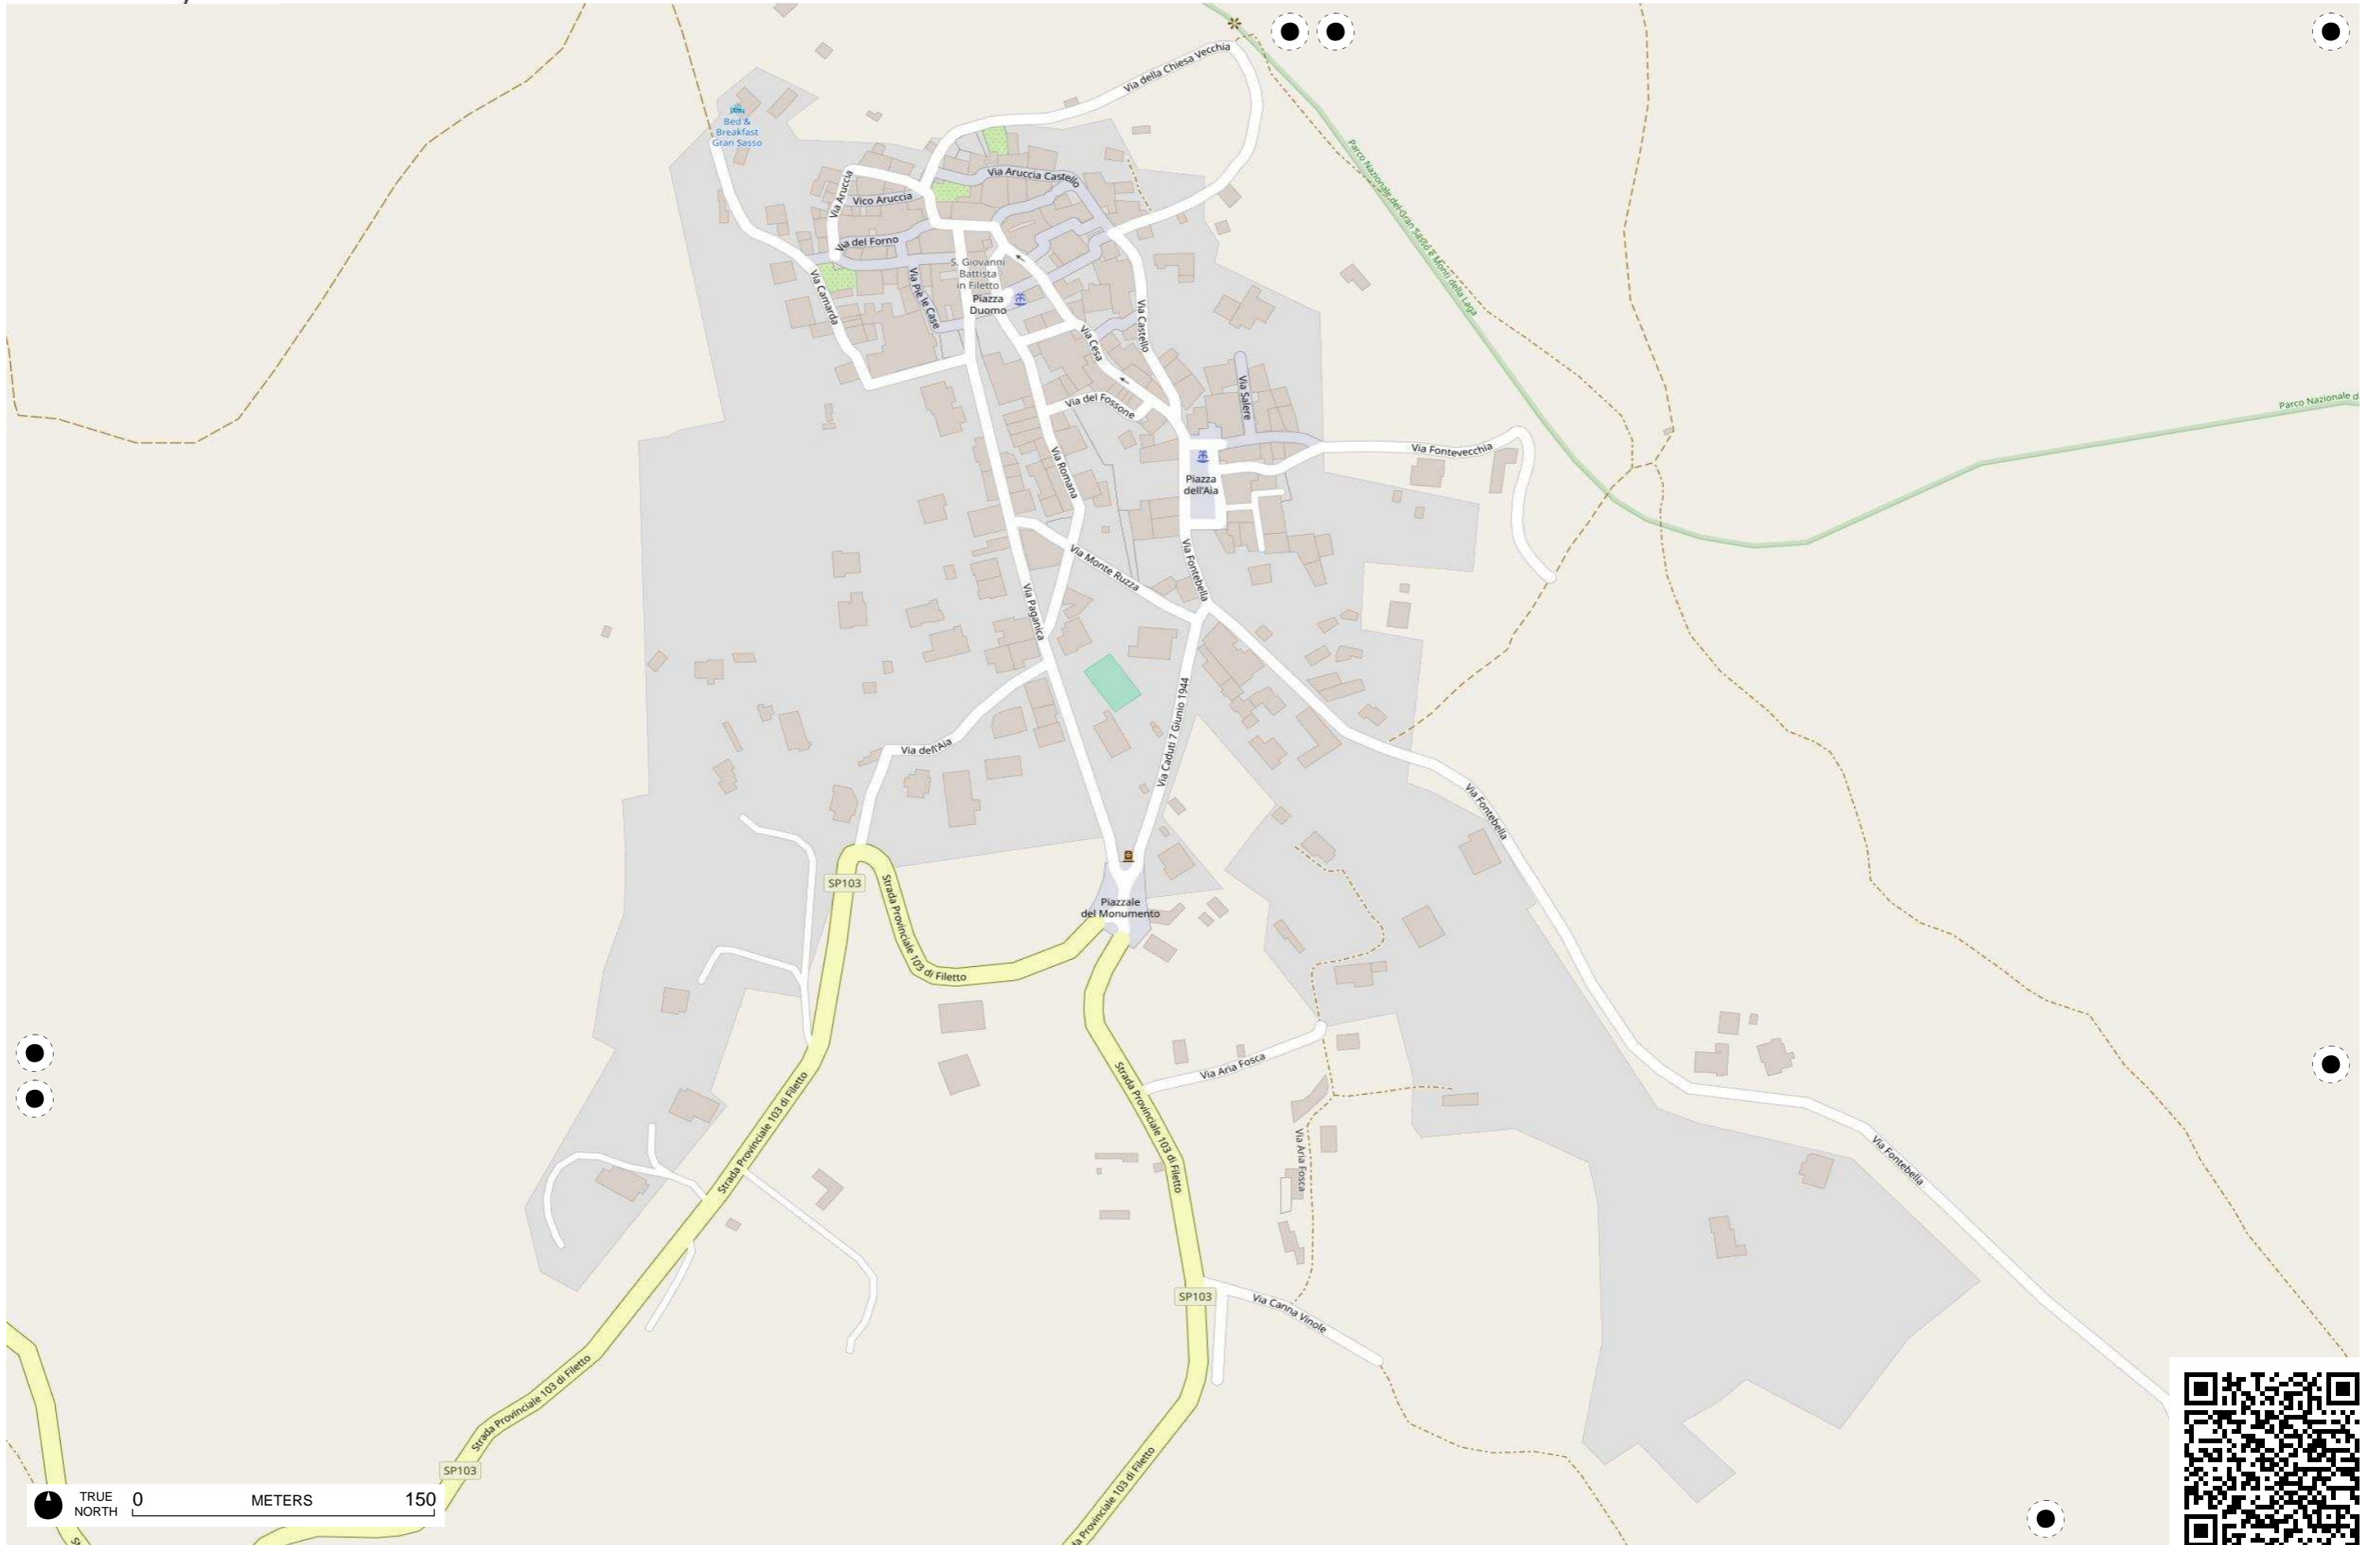 Via della Chiesa Vecchia
Bed &
Breakfast
Gran Sasso
Parco Nazionale del Gran Sasso e Monti della Laga
Via Aruccia Castello
Via Aruccia
Vico Aruccia
Via del Forno
S. Giovanni
Battista
in Filetto
Piazza
Duomo
Via Piè le Case
Via Camarda
Via Castello
Via Cesa
Via Salere
Via del Fossone
Parco Nazionale d
Via Fontevecchia
Via Romana
Piazza
dell'Aia
Via Monte Ruzza
Via Fontebella
Via Paganica
Via Caduti 7 Giunio 1944
Via dell'Aia
Via Fontebella
SP103
Strada Provinciale 103 di Filetto
Piazzale
del Monumento
Via Aria Fosca
Strada Provinciale 103 di Filetto
Strada Provinciale 103 di Filetto
Via Aria Fosca
Via Fontebella
SP103
Via Canna Vinole
Strada Provinciale 103 di Filetto
SP103
da Provinciale 103 di Filetto
TRUE
NORTH
0 METERS 150